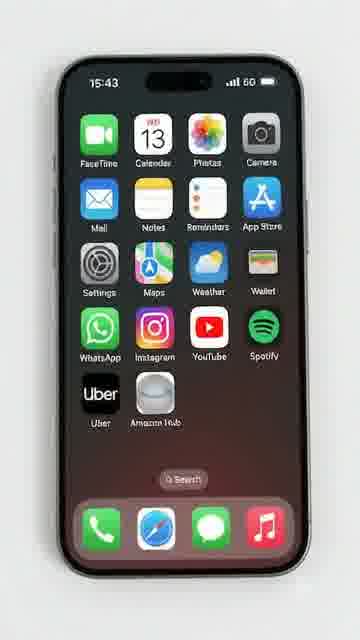 15:43 6G
WED
13
FaceTime Calendar Photos Camera
Mail Notes Reminders App Store
Settings Maps Weather Wallet
WhatsApp Instagram YouTube Spotify
Uber
Uber Amazon Hub
Search